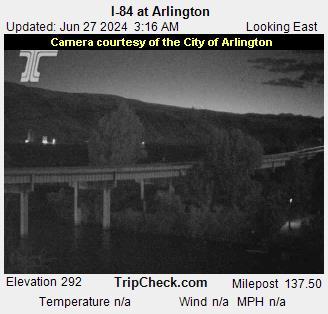 I-84 at Arlington
Updated: Jun 27 2024 3:16 AM Looking East
Camera courtesy of the City of Arlington
Elevation 292 TripCheck.com Milepost 137.50
Temperature n/a Wind n/a MPH n/a